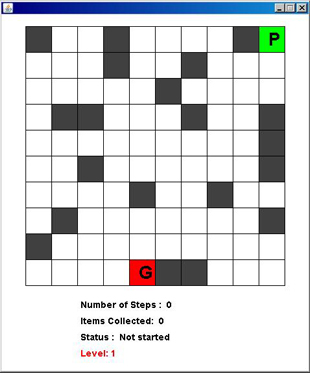 P
G
Number of Steps : 0
Items Collected: 0
Status : Not started
Level: 1